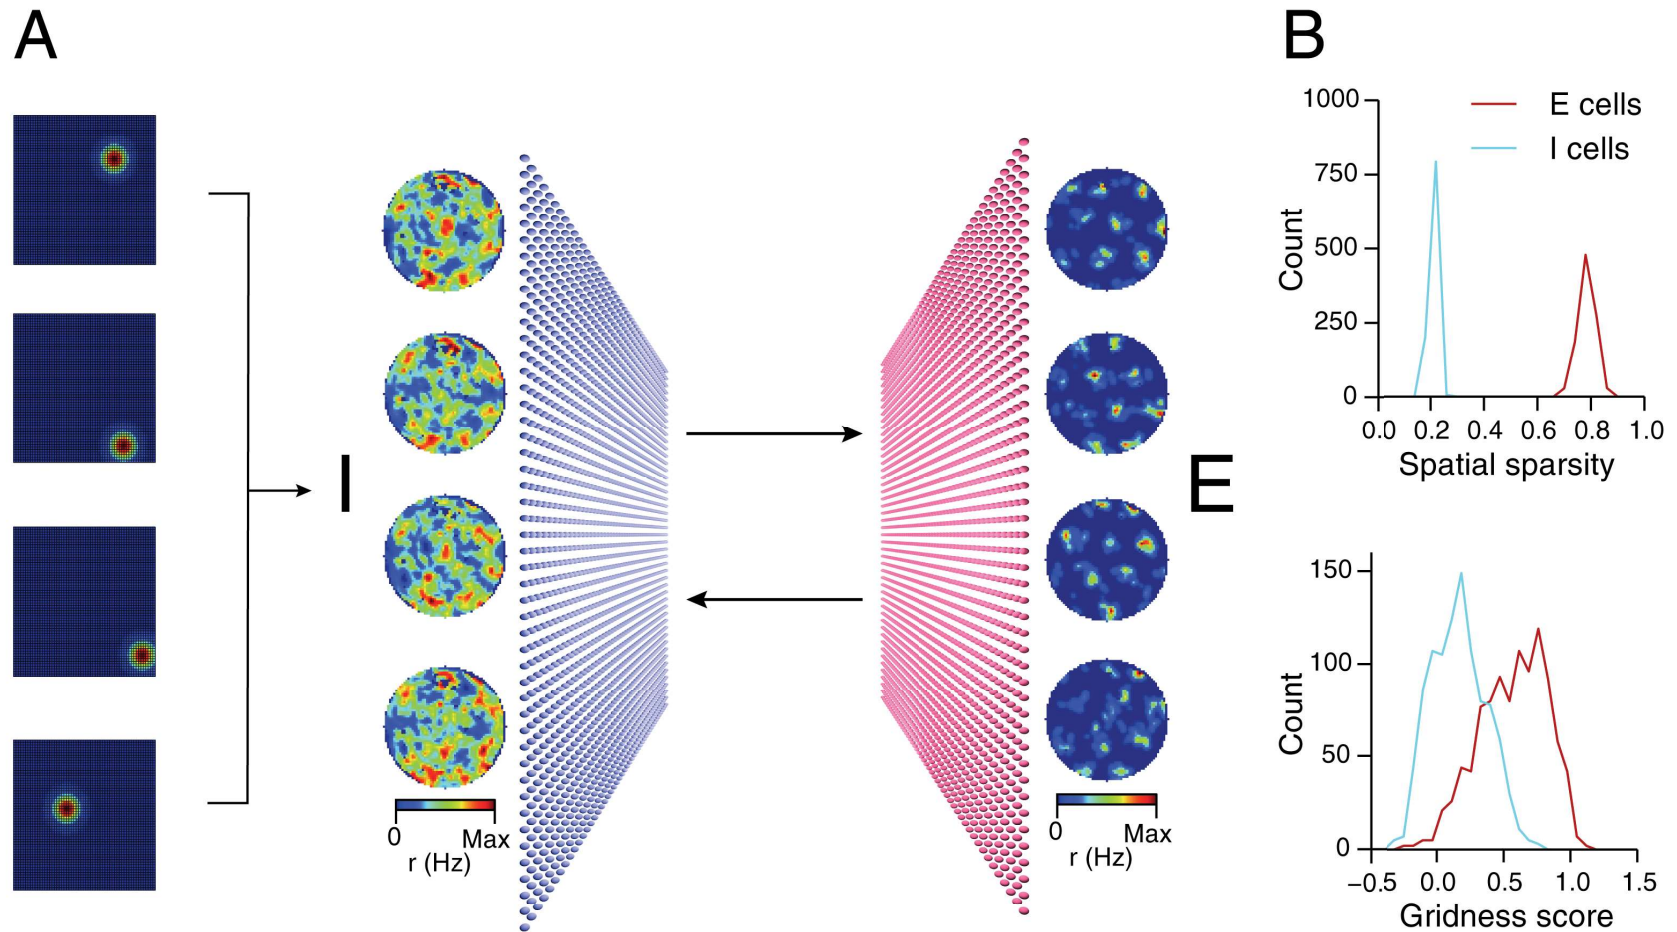 A
I
0 Max
r (Hz)
E
0 Max
r (Hz)
B
E cells
I cells
Count
1000
750
500
250
0
0.0 0.2 0.4 0.6 0.8 1.0
Spatial sparsity
Count
150
100
50
0
−0.5 0.0 0.5 1.0 1.5
Gridness score